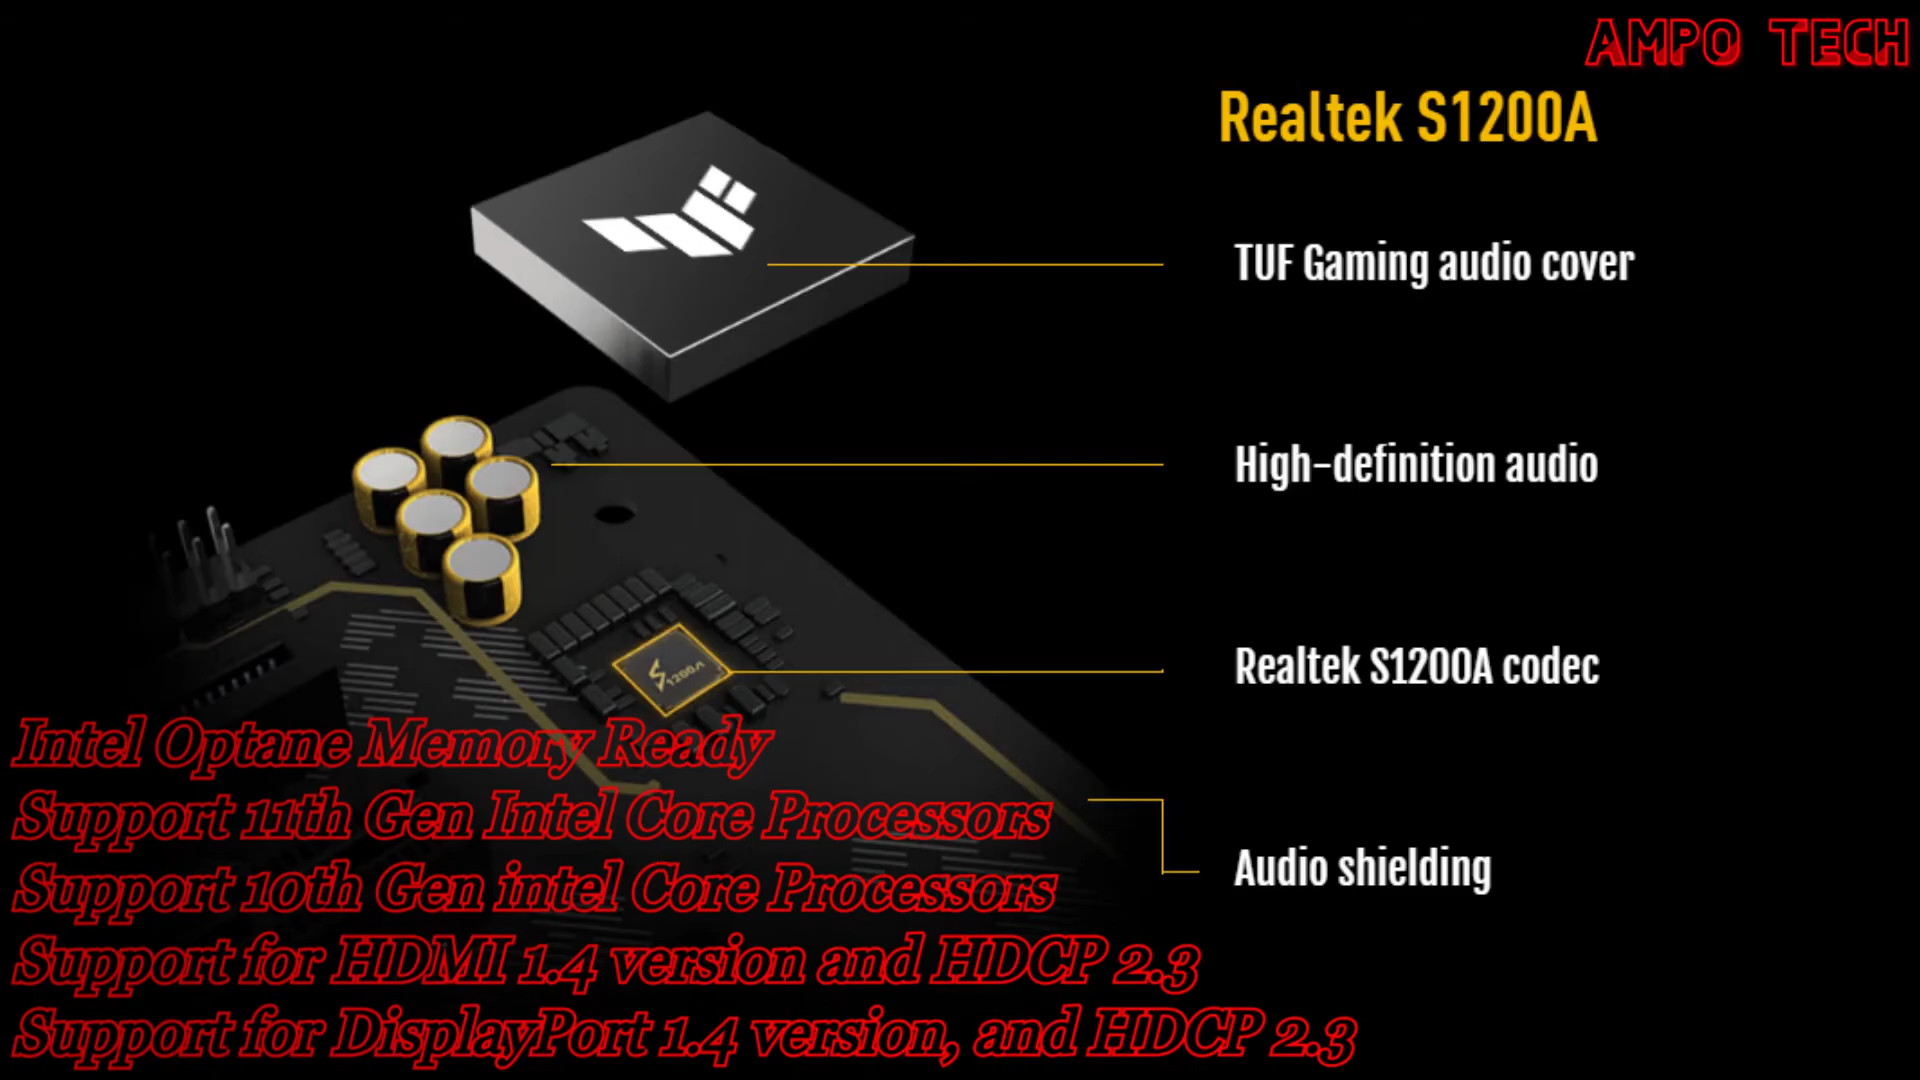 AMPO TECH
Realtek S1200A
TUF Gaming audio cover
High-definition audio
S1200A
Realtek S1200A codec
Audio shielding
Intel Optane Memory Ready
Support 11th Gen Intel Core Processors
Support 10th Gen intel Core Processors
Support for HDMI 1.4 version and HDCP 2.3
Support for DisplayPort 1.4 version, and HDCP 2.3